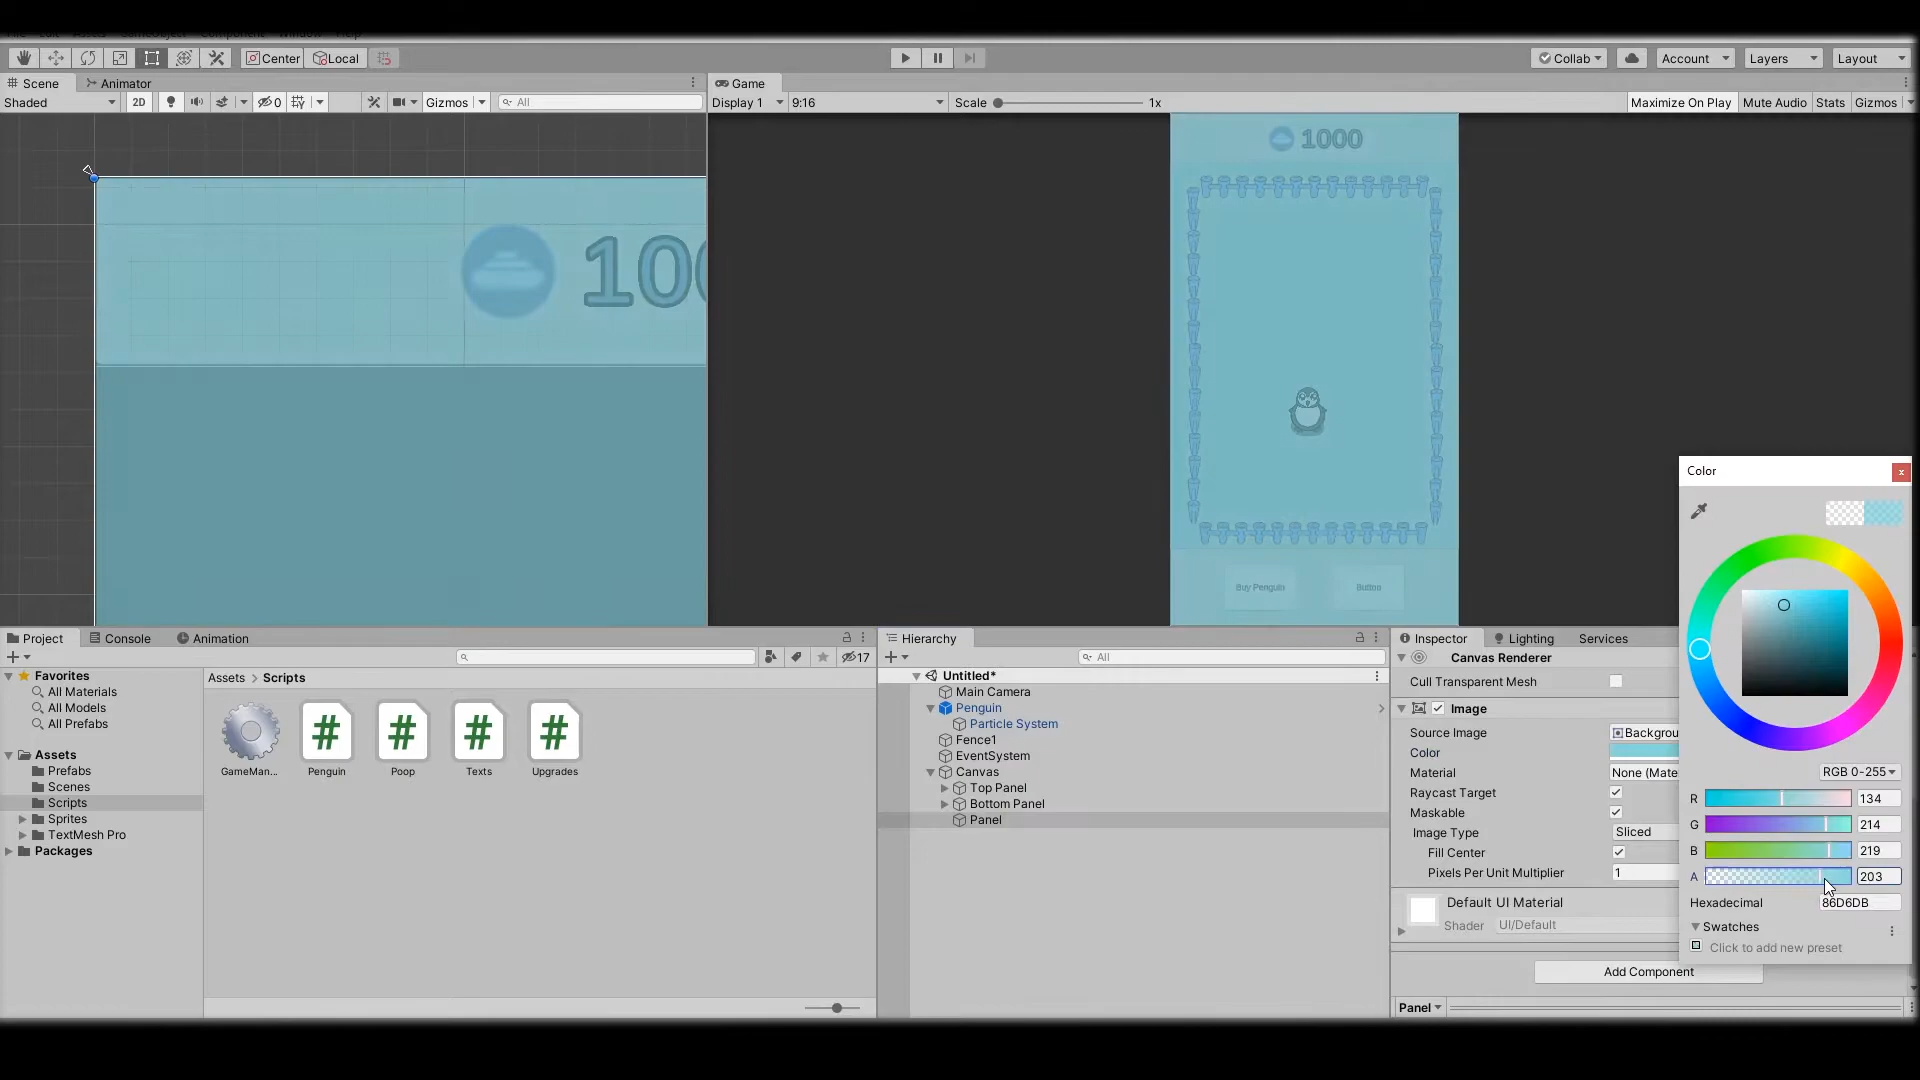 Center
Local
Collab
Account
Layers
Layout
Scene
Animator
Game
Shaded
2D
0
Gizmos
All
Display 1
9:16
Scale
1x
Maximize On Play
Mute Audio
Stats
Gizmos
100
1000
Buy Penguin
Button
Project
Console
Animation
17
Favorites
All Materials
All Models
All Prefabs
Assets
Prefabs
Scenes
Scripts
Sprites
TextMesh Pro
Packages
Assets > Scripts
GameMan...
#
Penguin
#
Poop
#
Texts
#
Upgrades
Hierarchy
All
Untitled*
Main Camera
Penguin
Particle System
Fence1
EventSystem
Canvas
Top Panel
Bottom Panel
Panel
Inspector
Lighting
Services
Canvas Renderer
Cull Transparent Mesh
Image
Source Image
Backgrou
Color
Material
None (Mate
Raycast Target
Maskable
Image Type
Sliced
Fill Center
Pixels Per Unit Multiplier
1
Default UI Material
Shader
UI/Default
Add Component
Panel
Color
RGB 0-255
R
134
G
214
B
219
A
203
Hexadecimal
86D6DB
Swatches
Click to add new preset